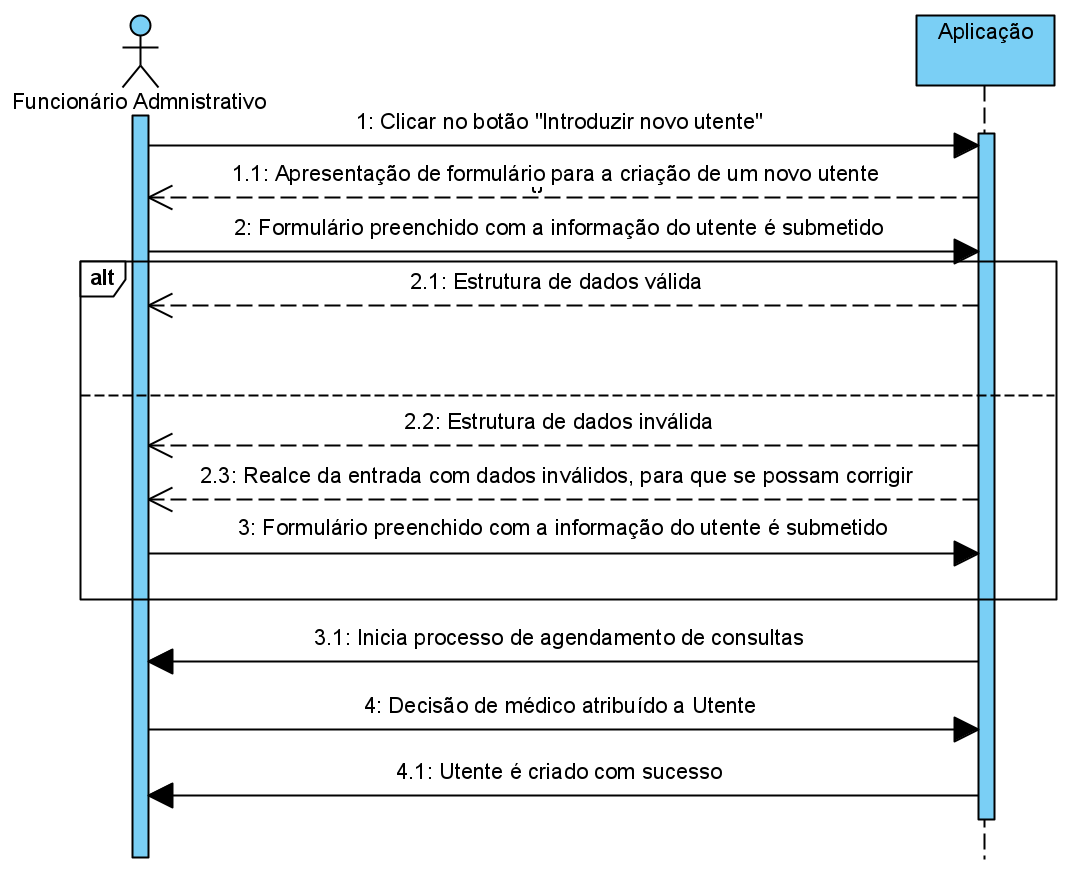 Aplicação
Funcionário Admnistrativo
1: Clicar no botão "Introduzir novo utente"
1.1: Apresentação de formulário para a criação de um novo utente
2: Formulário preenchido com a informação do utente é submetido
alt
2.1: Estrutura de dados válida
2.2: Estrutura de dados inválida
2.3: Realce da entrada com dados inválidos, para que se possam corrigir
3: Formulário preenchido com a informação do utente é submetido
3.1: Inicia processo de agendamento de consultas
4: Decisão de médico atribuído a Utente
4.1: Utente é criado com sucesso